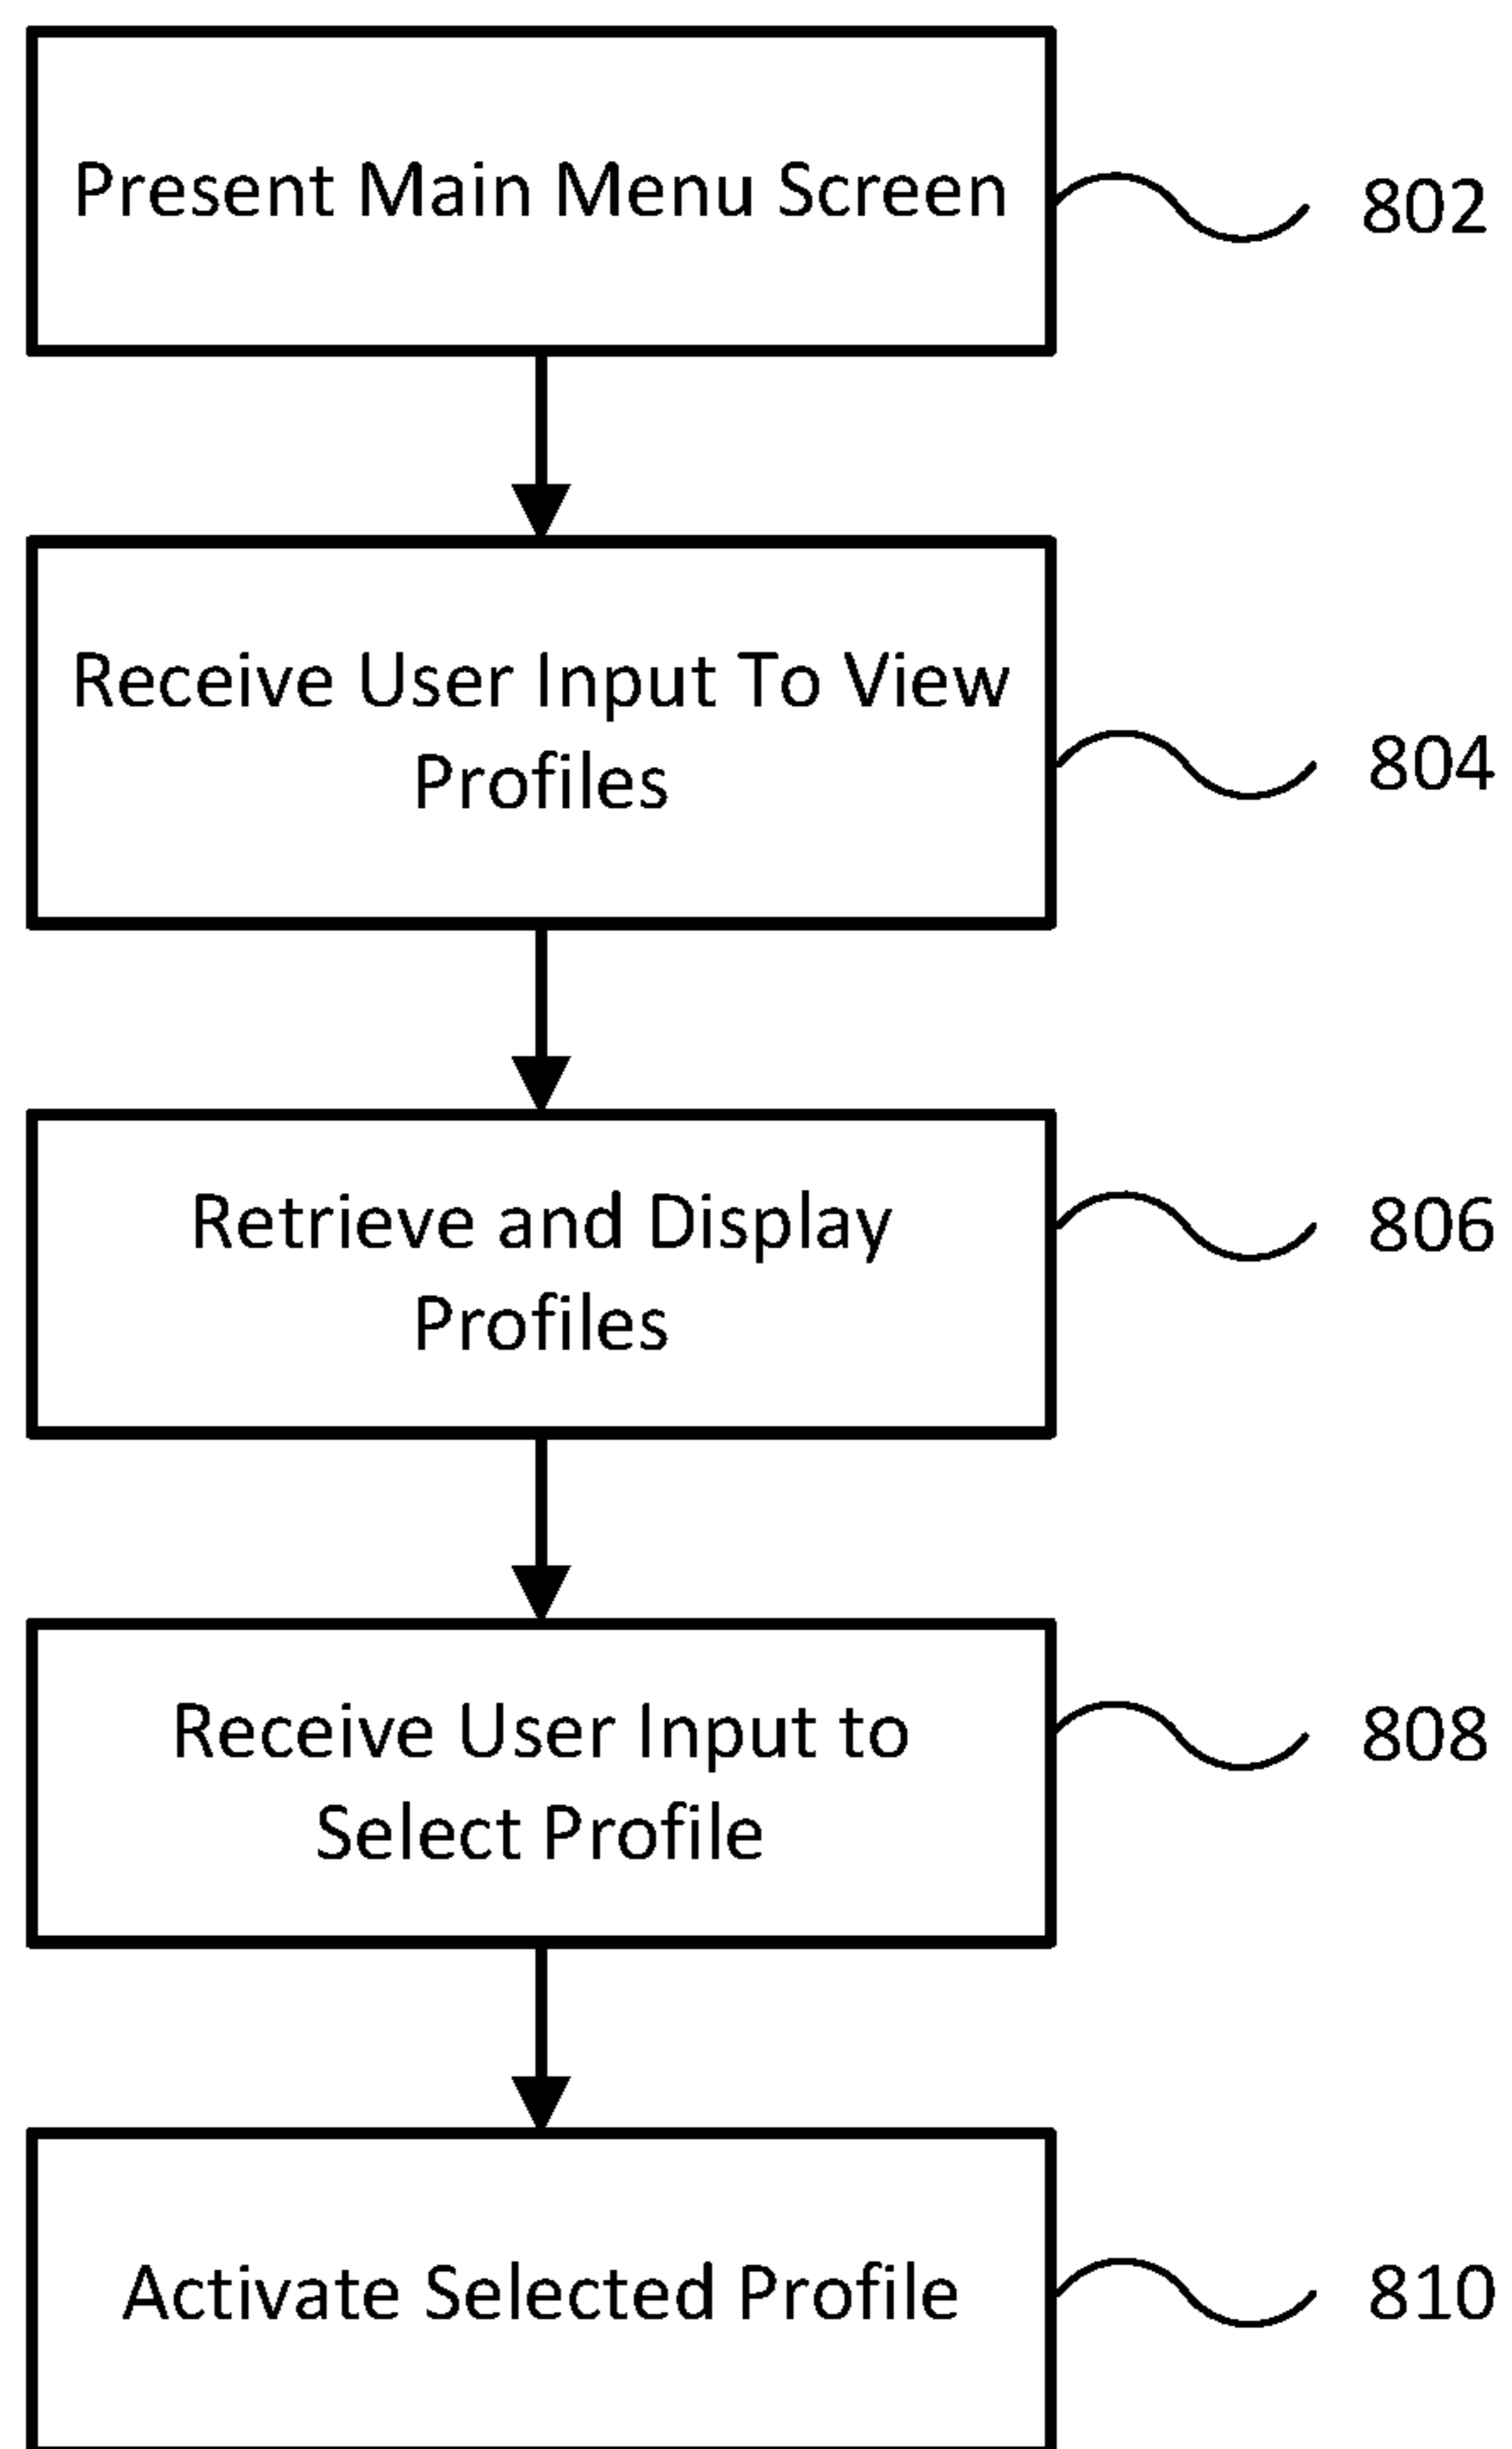 Present Main Menu Screen
802
Receive User Input To View
Profiles
804
Retrieve and Display
Profiles
806
Receive User Input to
Select Profile
808
Activate Selected Profile
810